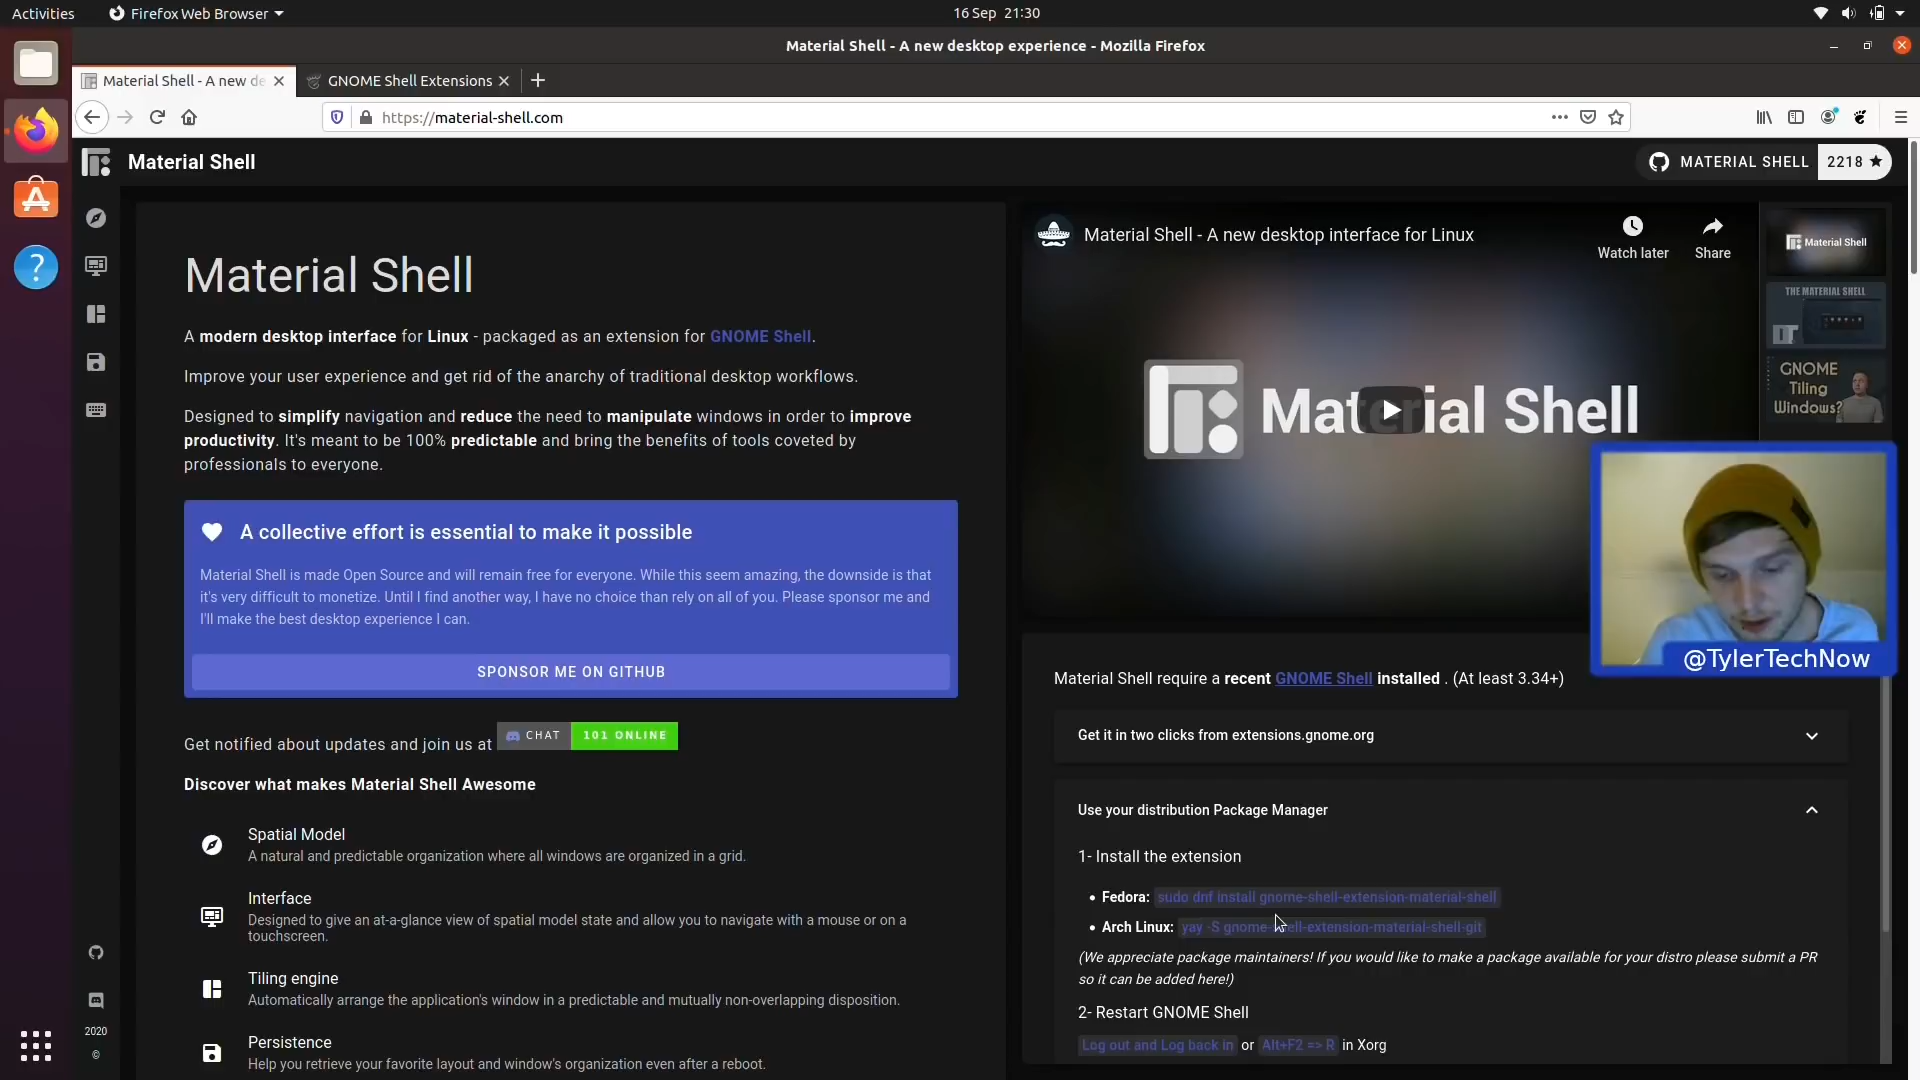 Activities
Firefox Web Browser
16 Sep 21:30
Material Shell - A new desktop experience - Mozilla Firefox
Material Shell - A new de
GNOME Shell Extensions
https://material-shell.com
Material Shell
MATERIAL SHELL
2218
Material Shell
A modern desktop interface for Linux - packaged as an extension for GNOME Shell.
Improve your user experience and get rid of the anarchy of traditional desktop workflows.
Designed to simplify navigation and reduce the need to manipulate windows in order to improve
productivity. It's meant to be 100% predictable and bring the benefits of tools coveted by
professionals to everyone.
A collective effort is essential to make it possible
Material Shell is made Open Source and will remain free for everyone. While this seem amazing, the downside is that
it's very difficult to monetize. Until I find another way, I have no choice than rely on all of you. Please sponsor me and
I'll make the best desktop experience I can.
SPONSOR ME ON GITHUB
Get notified about updates and join us at
CHAT
101 ONLINE
Discover what makes Material Shell Awesome
Spatial Model
A natural and predictable organization where all windows are organized in a grid.
Interface
Designed to give an at-a-glance view of spatial model state and allow you to navigate with a mouse or on a
touchscreen.
Tiling engine
Automatically arrange the application's window in a predictable and mutually non-overlapping disposition.
Persistence
Help you retrieve your favorite layout and window's organization even after a reboot.
2020
©
Material Shell - A new desktop interface for Linux
Watch later
Share
Material Shell
Material Shell
THE MATERIAL SHELL
GNOME
Tiling
Windows?
@TylerTechNow
Material Shell require a recent GNOME Shell installed . (At least 3.34+)
Get it in two clicks from extensions.gnome.org
Use your distribution Package Manager
1- Install the extension
• Fedora: sudo dnf install gnome-shell-extension-material-shell
• Arch Linux: yay -S gnome-shell-extension-material-shell-git
(We appreciate package maintainers! If you would like to make a package available for your distro please submit a PR
so it can be added here!)
2- Restart GNOME Shell
Log out and Log back in or Alt+F2 => R in Xorg